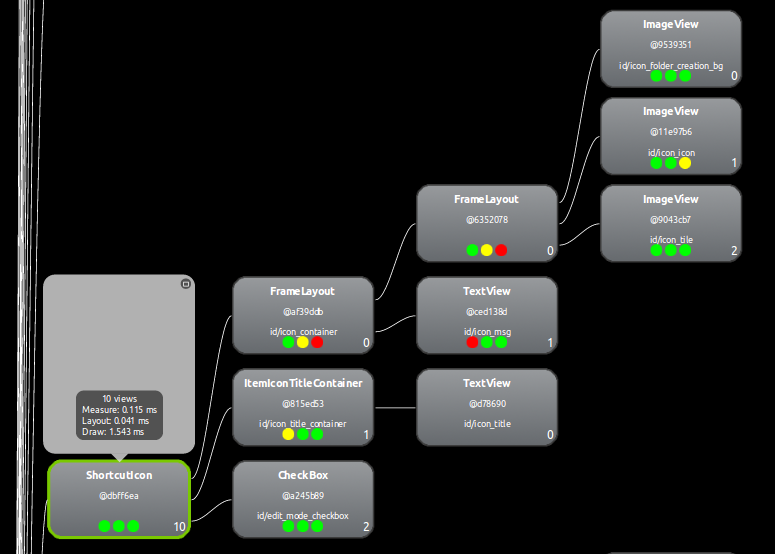 ImageView
@9539351
id/icon_folder_creation_bg
0
ImageView
@11e97b6
id/icon_icon
1
FrameLayout
@6352078
0
ImageView
@9043cb7
id/icon_tile
2
FrameLayout
@af39ddb
id/icon_container
0
TextView
@ced138d
id/icon_msg
1
10 views
Measure: 0.115 ms
Layout: 0.041 ms
Draw: 1.543 ms
ItemIconTitleContainer
@815ed53
id/icon_title_container
1
TextView
@d78690
id/icon_title
0
ShortcutIcon
@dbff6ea
10
CheckBox
@a245b89
id/edit_mode_checkbox
2